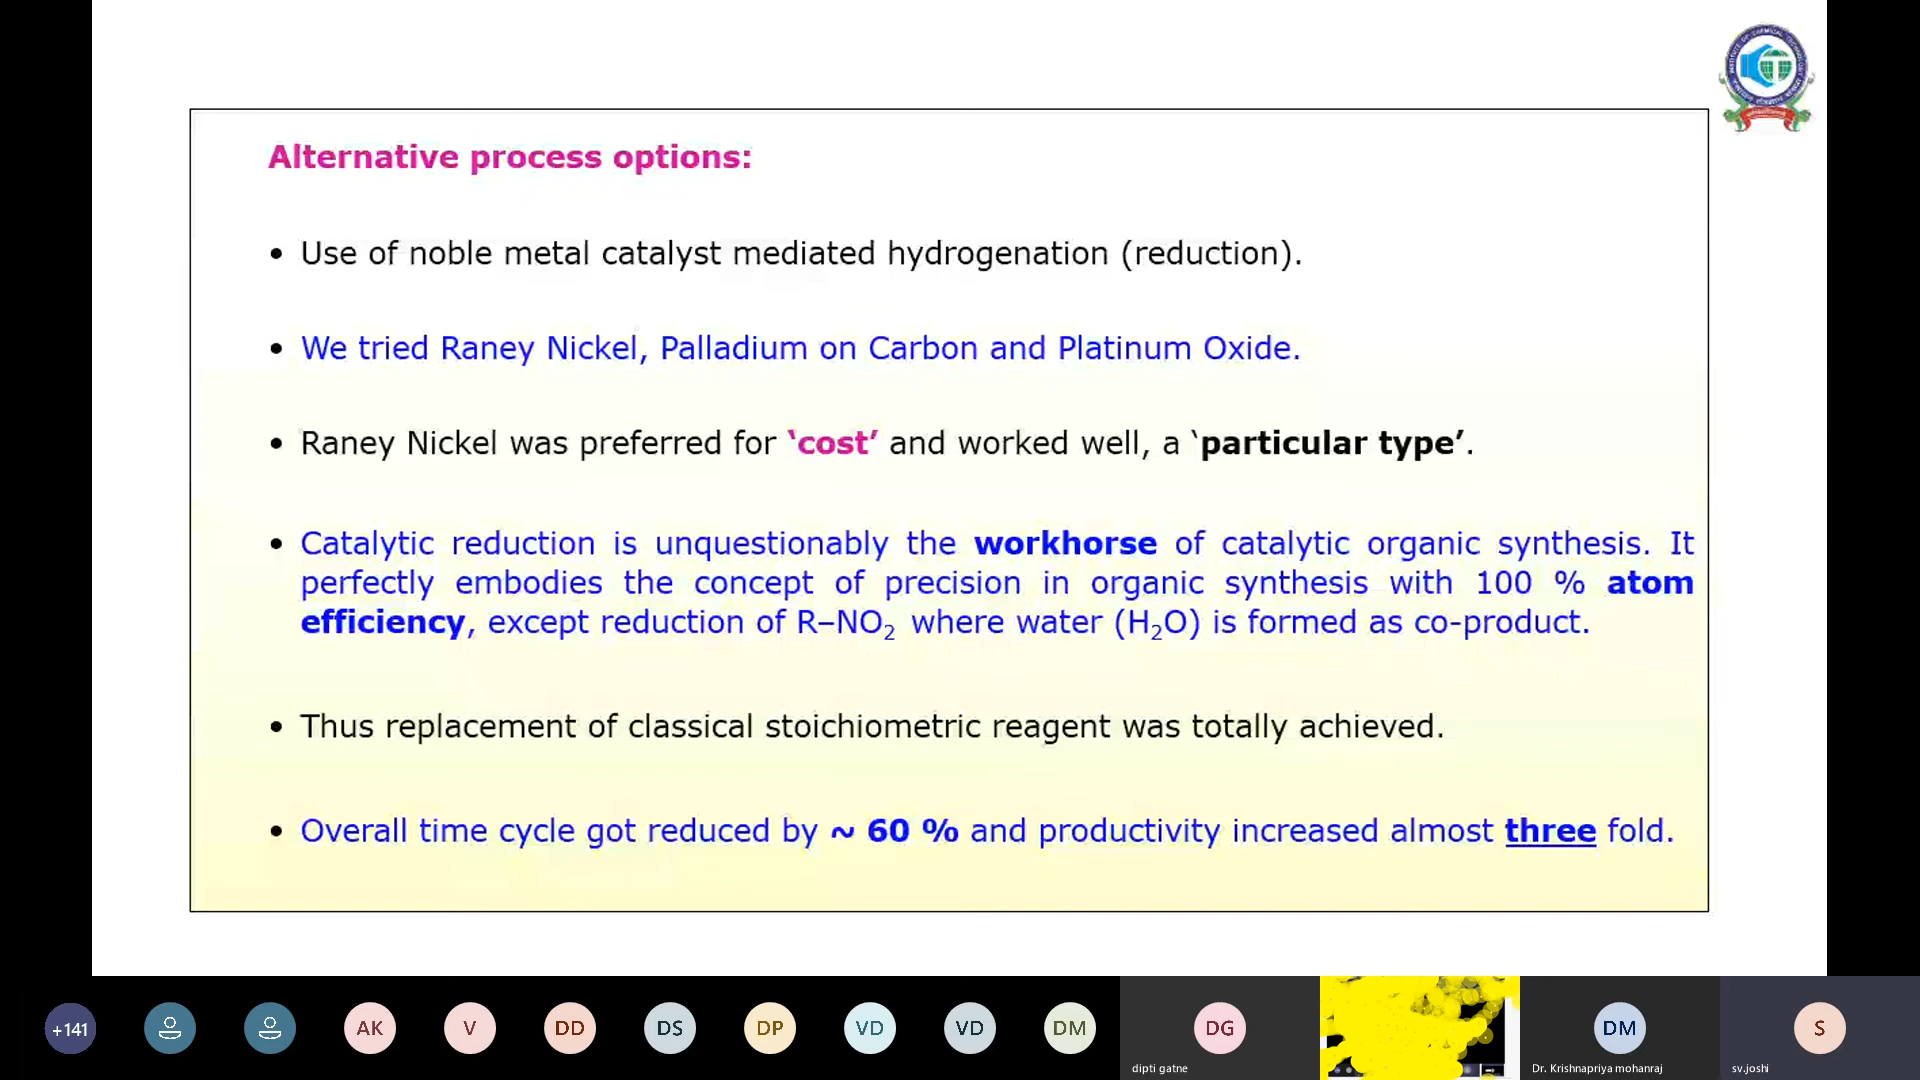 Alternative process options:
• Use of noble metal catalyst mediated hydrogenation (reduction).
• We tried Raney Nickel, Palladium on Carbon and Platinum Oxide.
• Raney Nickel was preferred for ‘cost’ and worked well, a ‘particular type’.
• Catalytic reduction is unquestionably the workhorse of catalytic organic synthesis. It
perfectly embodies the concept of precision in organic synthesis with 100 % atom
efficiency, except reduction of R–NO₂ where water (H₂O) is formed as co-product.
• Thus replacement of classical stoichiometric reagent was totally achieved.
• Overall time cycle got reduced by ~ 60 % and productivity increased almost three fold.
+141 AK V DD DS DP VD VD DM DG DM S
dipti gatne Dr. Krishnapriya mohanraj sv.joshi